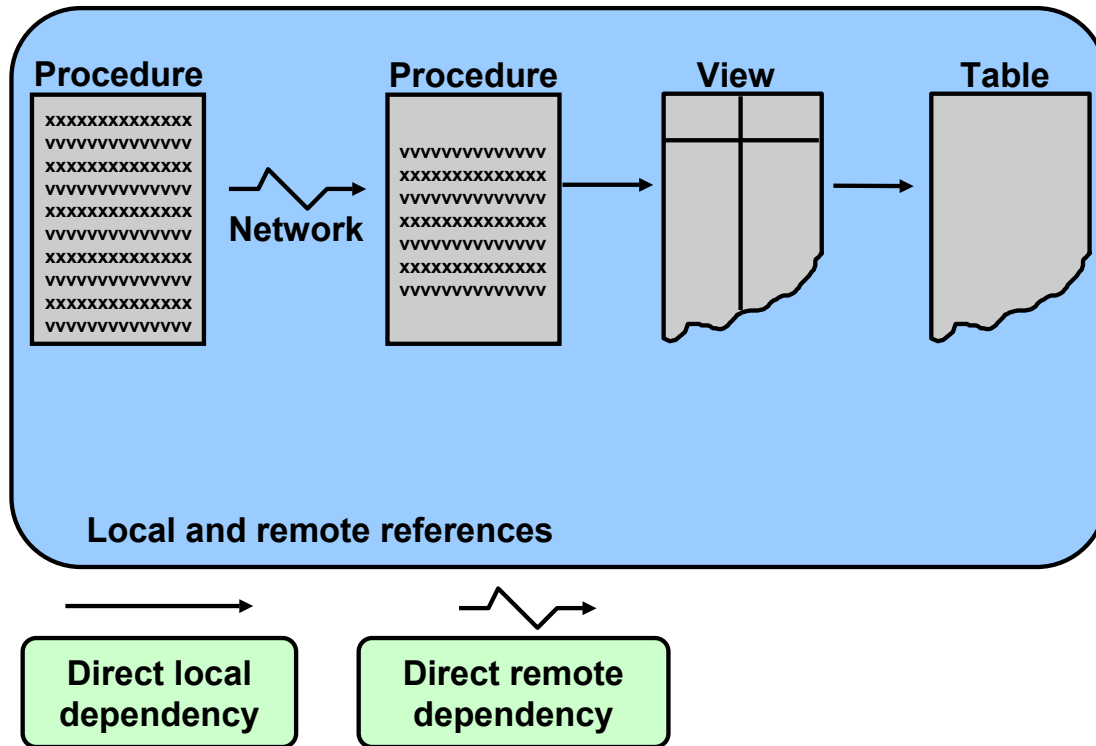 Procedure
Procedure
View
Table
xxxxxxxxxxxxxx
vvvvvvvvvvvvvv
xxxxxxxxxxxxxx
vvvvvvvvvvvvvv
xxxxxxxxxxxxxx
vvvvvvvvvvvvvv
xxxxxxxxxxxxxx
vvvvvvvvvvvvvv
xxxxxxxxxxxxxx
vvvvvvvvvvvvvv
Network
vvvvvvvvvvvvvv
xxxxxxxxxxxxxx
vvvvvvvvvvvvvv
xxxxxxxxxxxxxx
vvvvvvvvvvvvvv
xxxxxxxxxxxxxx
vvvvvvvvvvvvvv
Local and remote references
Direct local
dependency
Direct remote
dependency